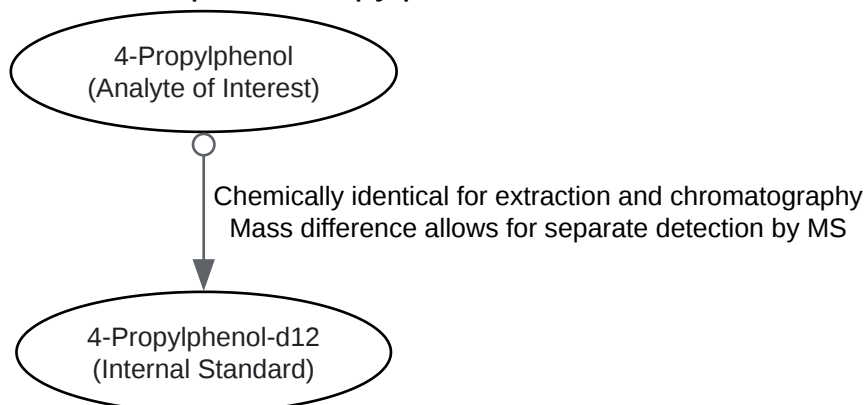 4-Propylphenol
(Analyte of Interest)
Chemically identical for extraction and chromatography
Mass difference allows for separate detection by MS
4-Propylphenol-d12
(Internal Standard)